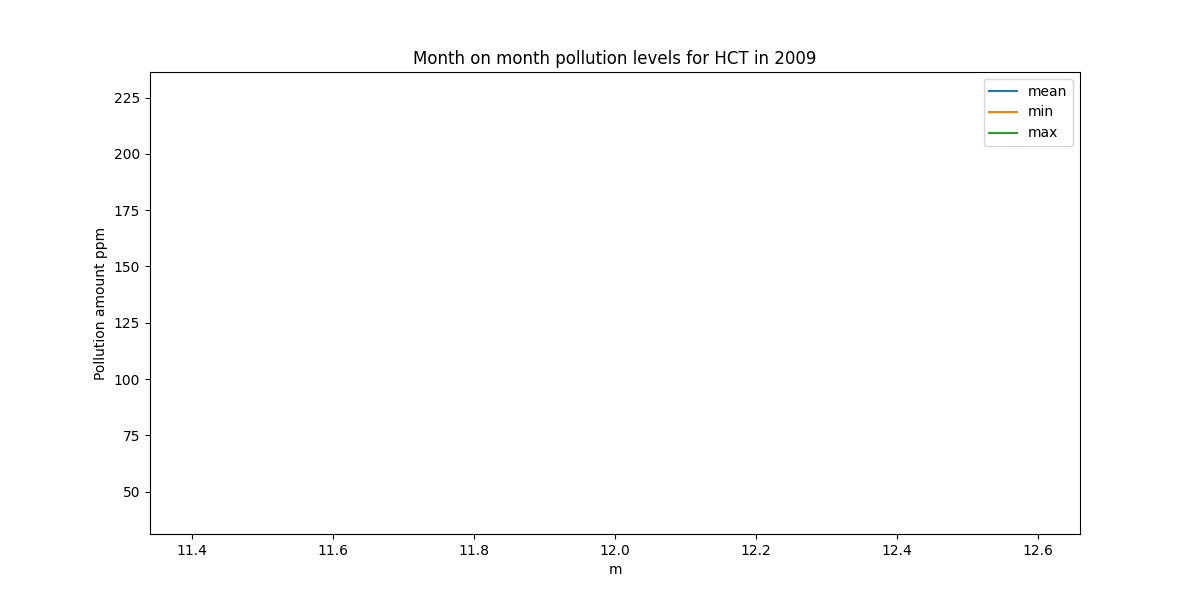 Month on month pollution levels for HCT in 2009
mean
min
max
225
200
175
150
125
100
75
50
Pollution amount ppm
11.4 11.6 11.8 12.0 12.2 12.4 12.6
m